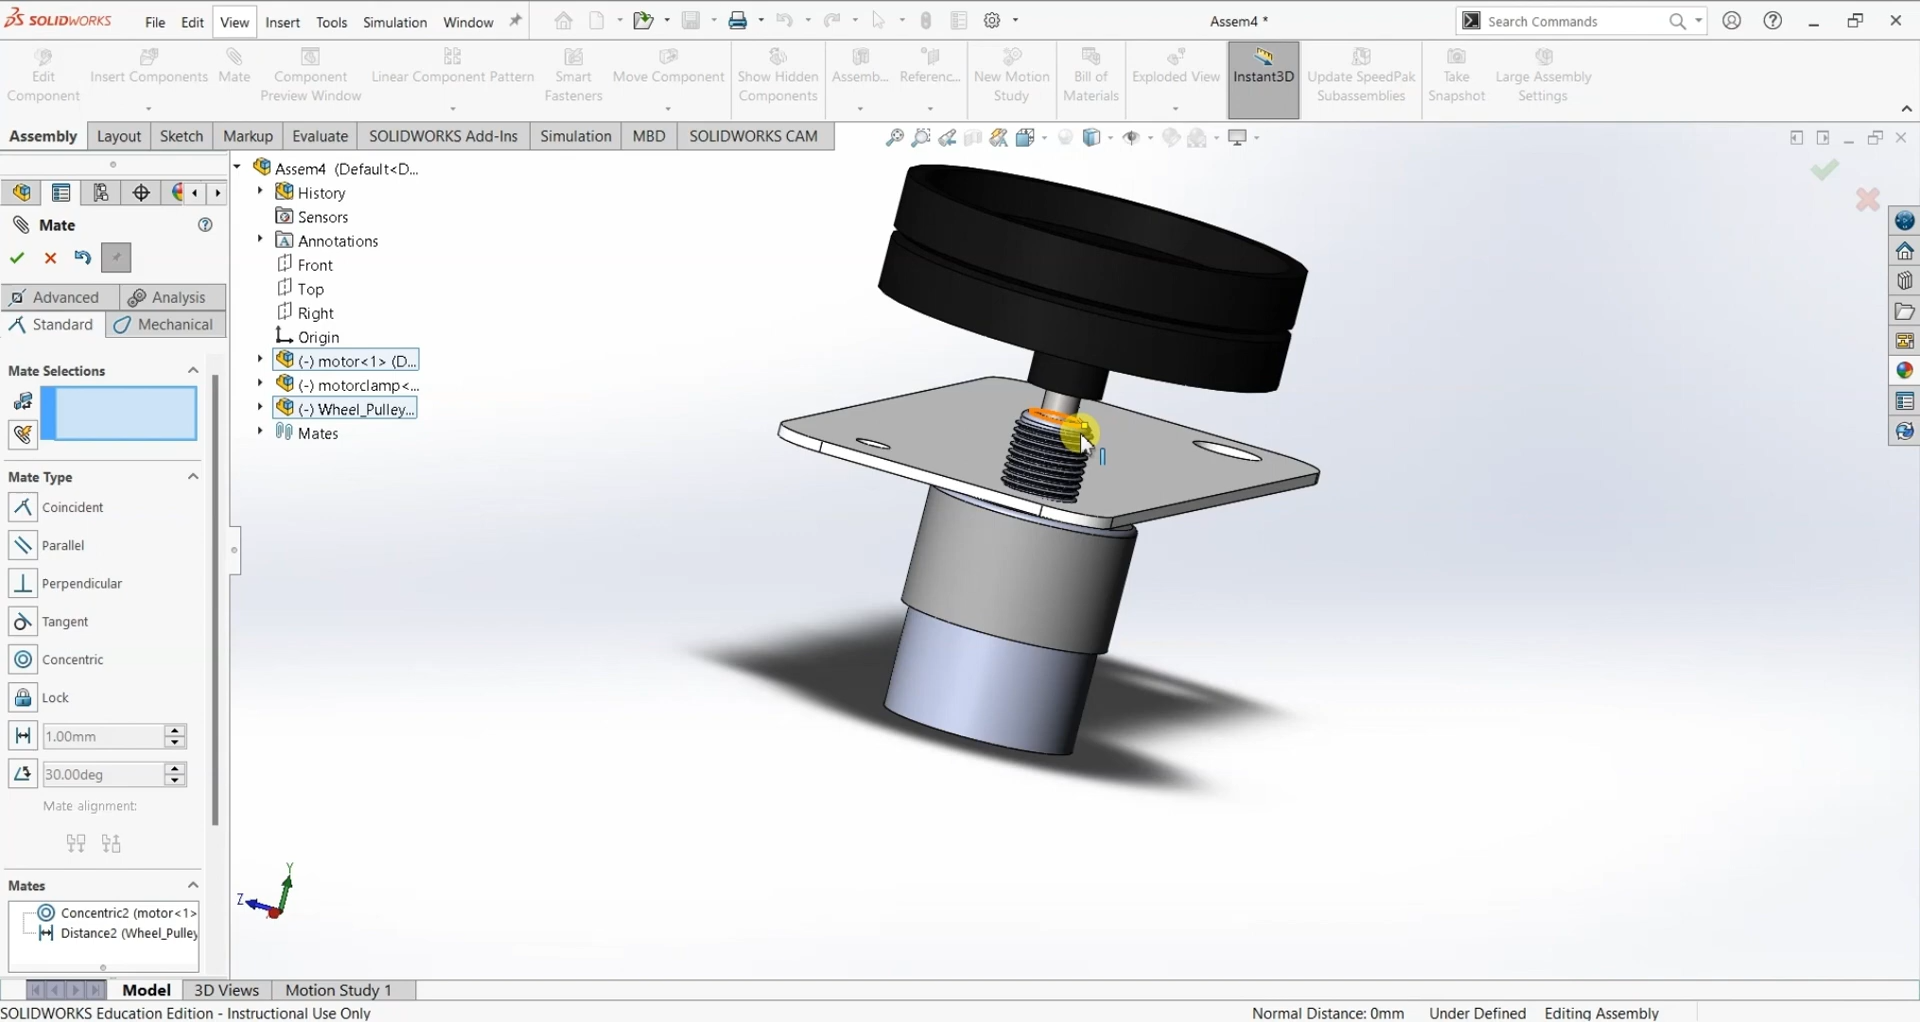 SOLIDWORKS File Edit View Insert Tools Simulation Window Assem4 * Search Commands
Edit Component Insert Components Mate Component Preview Window Linear Component Pattern Smart Fasteners Move Component Show Hidden Components Assemb... Referenc... New Motion Study Bill of Materials Exploded View Instant3D Update SpeedPak Subassemblies Take Snapshot Large Assembly Settings
Assembly Layout Sketch Markup Evaluate SOLIDWORKS Add-Ins Simulation MBD SOLIDWORKS CAM
Assem4 (Default<D...
History
Sensors
Annotations
Front
Top
Right
Origin
(-) motor<1> (D...
(-) motorclamp<...
(-) Wheel_Pulley...
Mates
Mate
Advanced Analysis
Standard Mechanical
Mate Selections
Mate Type
Coincident
Parallel
Perpendicular
Tangent
Concentric
Lock
1.00mm
30.00deg
Mate alignment:
Mates
Concentric2 (motor<1>
Distance2 (Wheel_Pulley
Z Y
Model 3D Views Motion Study 1
SOLIDWORKS Education Edition - Instructional Use Only Normal Distance: 0mm Under Defined Editing Assembly